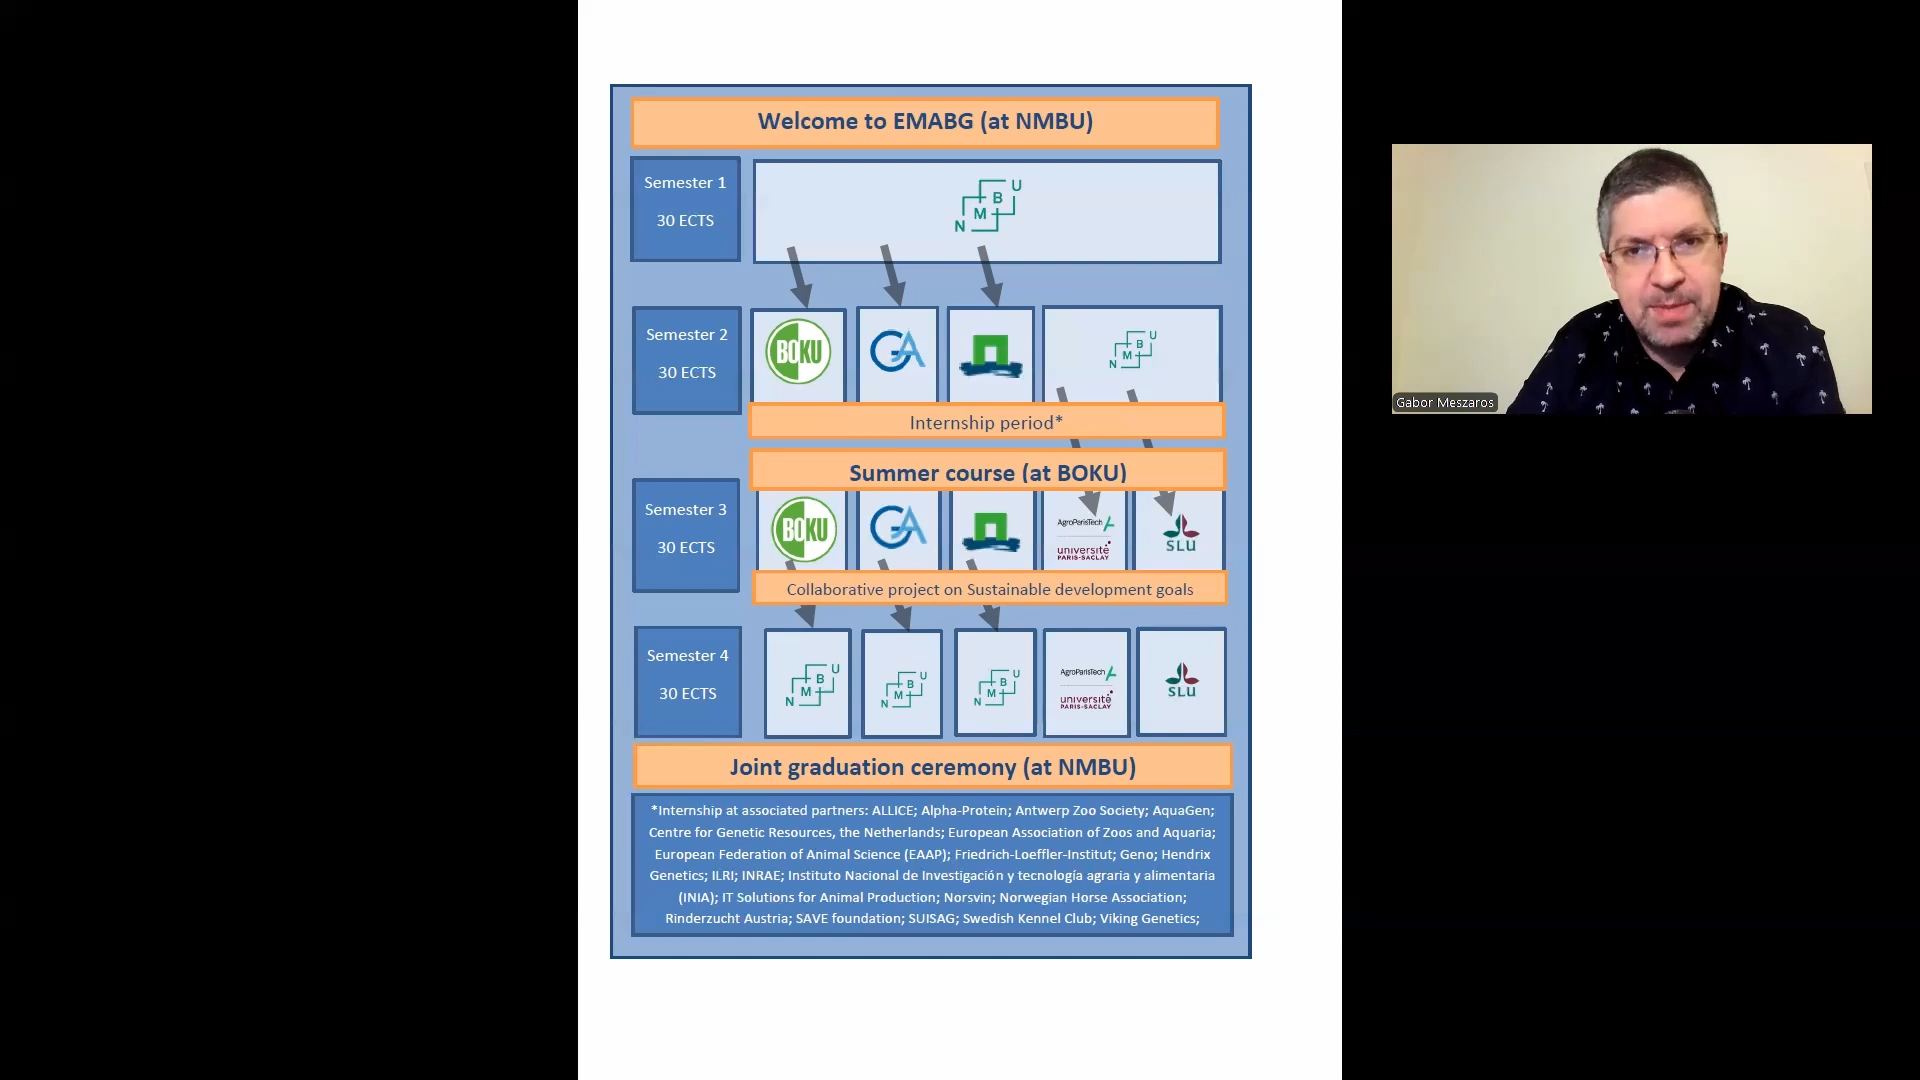 Welcome to EMABG (at NMBU)
Semester 1
30 ECTS
N M B U
Semester 2
30 ECTS
BOKU
GA
N M B U
Internship period*
Summer course (at BOKU)
Semester 3
30 ECTS
BOKU
GA
AgroParisTech
université
PARIS-SACLAY
SLU
Collaborative project on Sustainable development goals
Semester 4
30 ECTS
N M B U
N M B U
N M B U
AgroParisTech
université
PARIS-SACLAY
SLU
Joint graduation ceremony (at NMBU)
*Internship at associated partners: ALLICE; Alpha-Protein; Antwerp Zoo Society; AquaGen;
Centre for Genetic Resources, the Netherlands; European Association of Zoos and Aquaria;
European Federation of Animal Science (EAAP); Friedrich-Loeffler-Institut; Geno; Hendrix
Genetics; ILRI; INRAE; Instituto Nacional de Investigación y tecnología agraria y alimentaria
(INIA); IT Solutions for Animal Production; Norsvin; Norwegian Horse Association;
Rinderzucht Austria; SAVE foundation; SUISAG; Swedish Kennel Club; Viking Genetics;
Gabor Meszaros